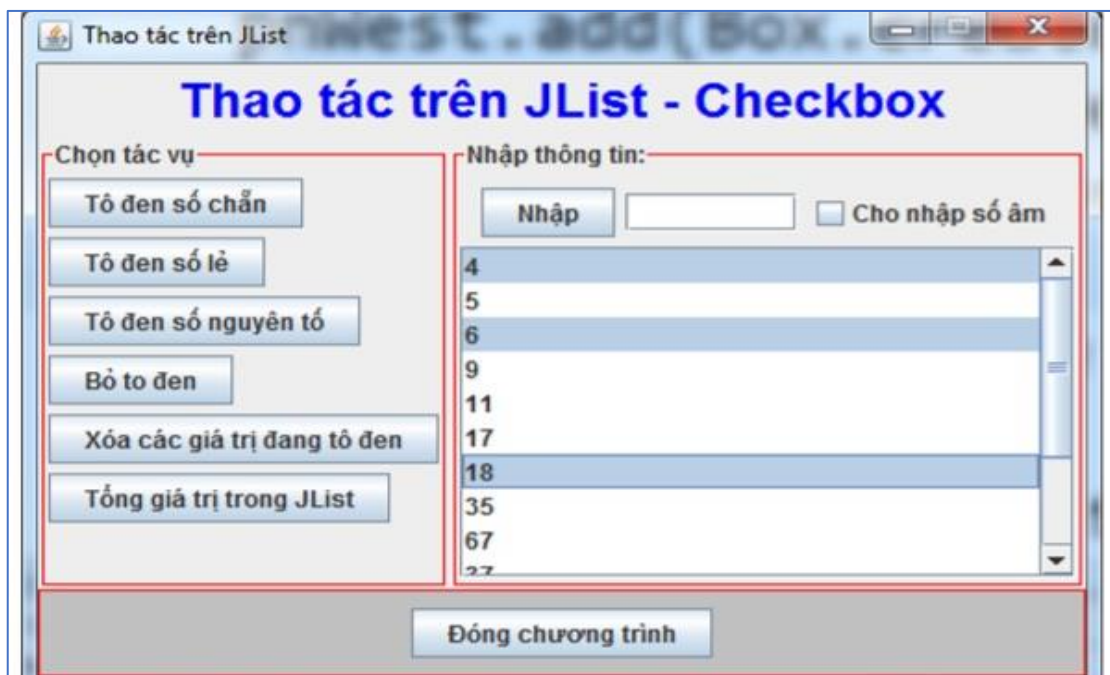 Thao tác trên JList
Thao tác trên JList - Checkbox
Chọn tác vụ
Tô đen số chẵn
Tô đen số lẻ
Tô đen số nguyên tố
Bỏ to đen
Xóa các giá trị đang tô đen
Tổng giá trị trong JList
Nhập thông tin:
Nhập
Cho nhập số âm
4
5
6
9
11
17
18
35
67
Đóng chương trình